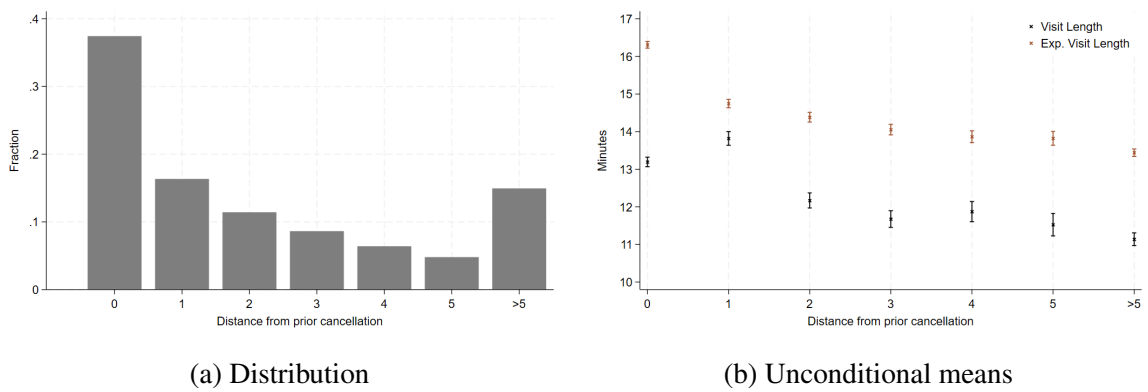 .4
.3
.2
.1
0
Fraction
0 1 2 3 4 5 >5
Distance from prior cancellation
(a) Distribution
17
16
15
14
13
12
11
10
Minutes
Visit Length
Exp. Visit Length
0 1 2 3 4 5 >5
Distance from prior cancellation
(b) Unconditional means